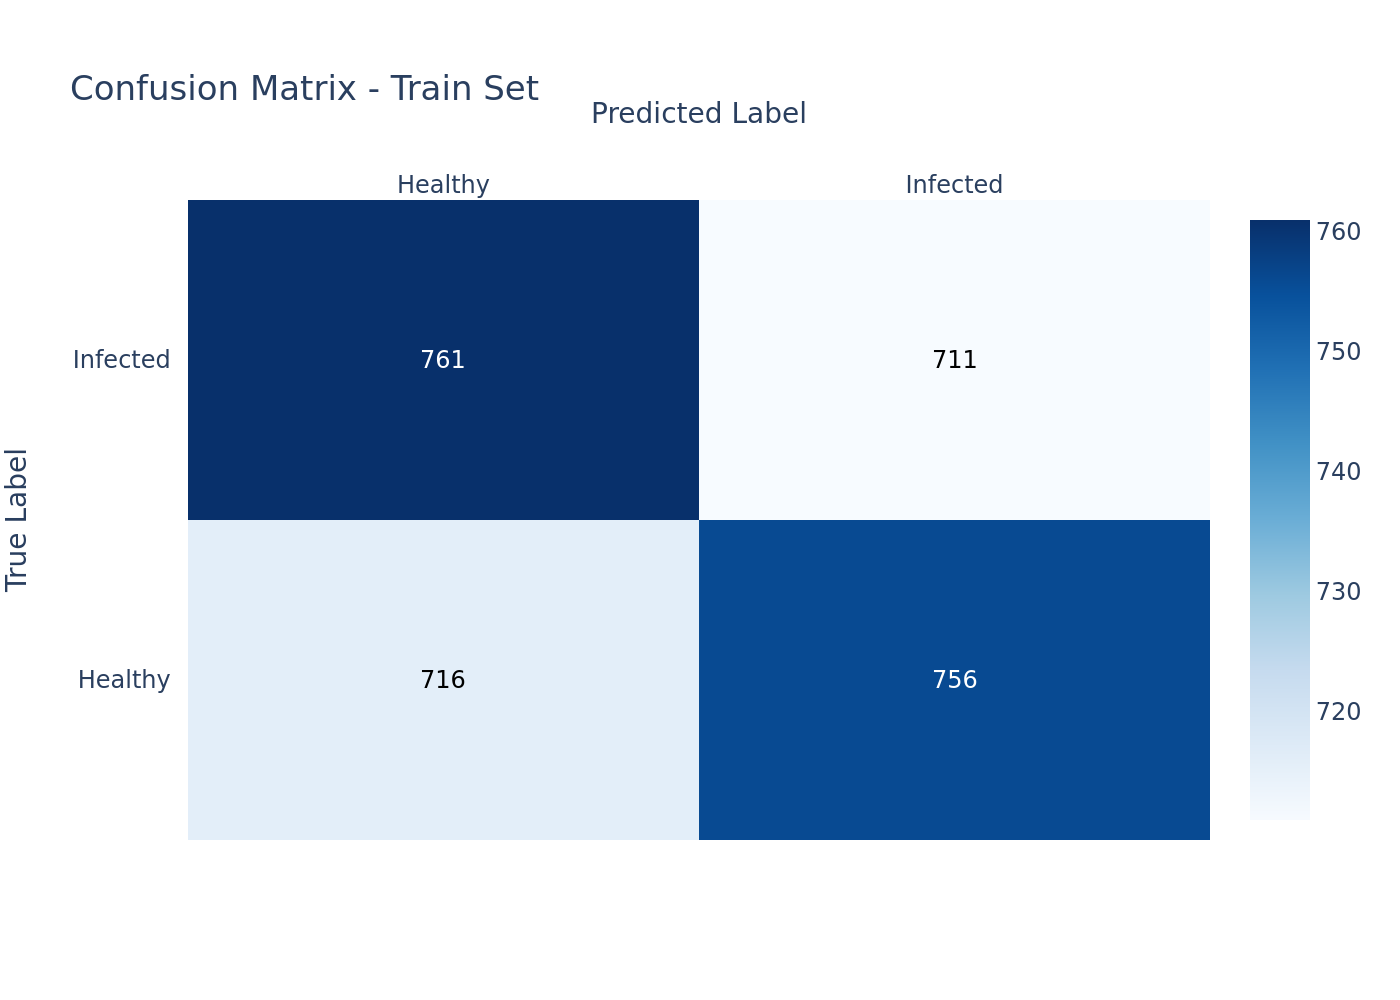 Confusion Matrix - Train Set
Predicted Label
Healthy Infected
760
750
Infected 761 711
740
True Label
730
720
Healthy 716 756